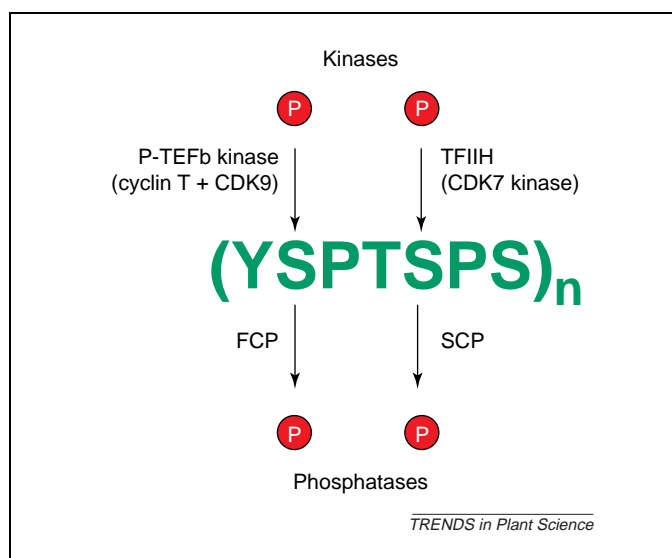 Kinases
P P
P-TEFb kinase TFIIH
(cyclin T + CDK9) (CDK7 kinase)
(YSPTSPS)n
FCP SCP
P P
Phosphatases
TRENDS in Plant Science